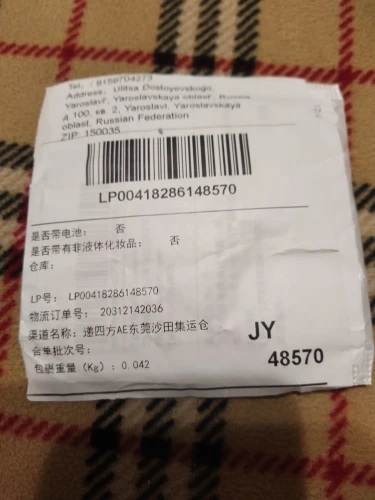 Tel. : 9159704273
Address: Ulitsa Dostoyevskogo,
Yaroslavl', Yaroslavskaya oblast', Russia
Д 100, кв. 2, Yaroslavl, Yaroslavskaya
oblast, Russian Federation
ZIP 150035
LP00418286148570
是否带电池: 否
是否带有非液体化妆品: 否
仓库:
LP号: LP00418286148570
物流订单号: 20312142036
渠道名称: 递四方AE东莞沙田集运仓
合单批次号:
包裹重量 (Kg) : 0.042
JY
48570